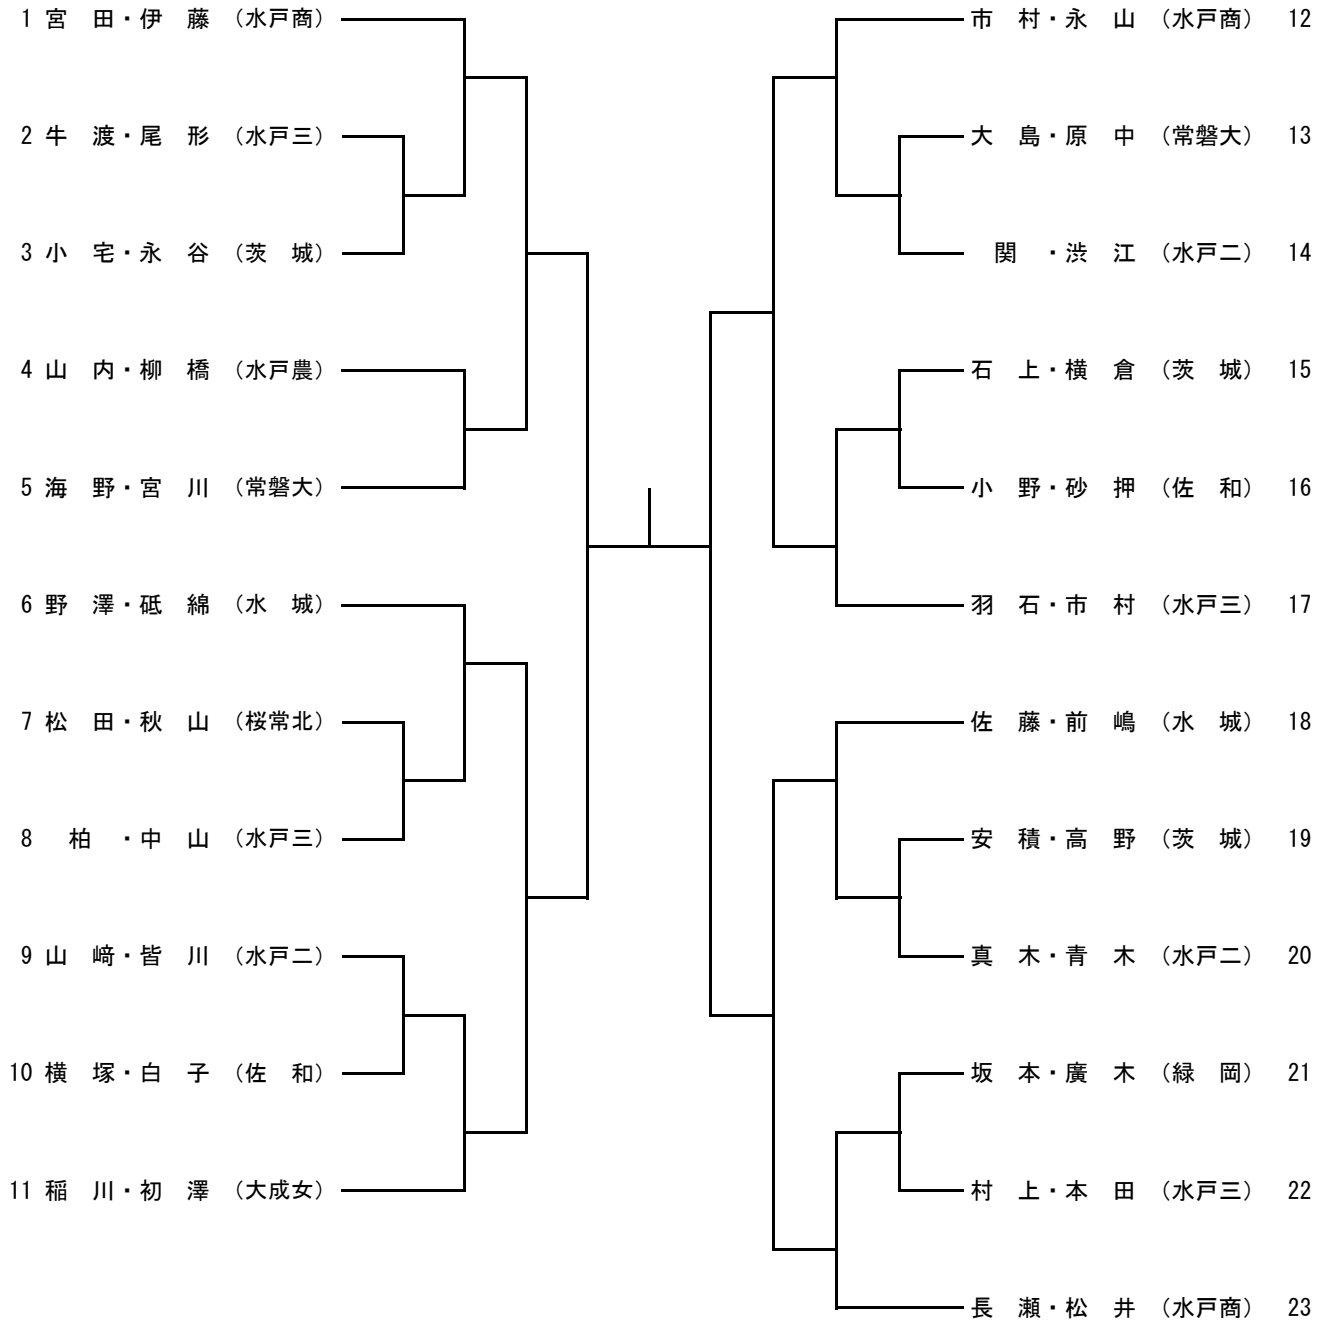 1 宮　田・伊　藤　（水戸商）
2 牛　渡・尾　形　（水戸三）
3 小　宅・永　谷　（茨　城）
4 山　内・柳　橋　（水戸農）
5 海　野・宮　川　（常磐大）
6 野　澤・砥　綿　（水　城）
7 松　田・秋　山　（桜常北）
8 　柏　・中　山　（水戸三）
9 山　﨑・皆　川　（水戸二）
10 横　塚・白　子　（佐　和）
11 稲　川・初　澤　（大成女）
市　村・永　山　（水戸商） 12
大　島・原　中　（常磐大） 13
　関　・渋　江　（水戸二） 14
石　上・横　倉　（茨　城） 15
小　野・砂　押　（佐　和） 16
羽　石・市　村　（水戸三） 17
佐　藤・前　嶋　（水　城） 18
安　積・高　野　（茨　城） 19
真　木・青　木　（水戸二） 20
坂　本・廣　木　（緑　岡） 21
村　上・本　田　（水戸三） 22
長　瀬・松　井　（水戸商） 23